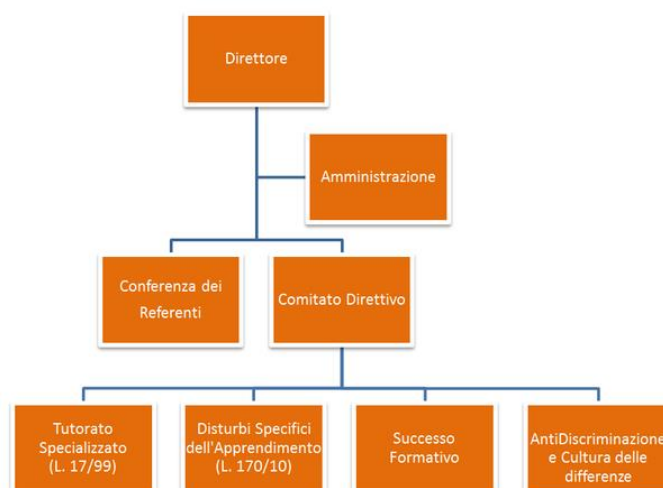 Direttore
Amministrazione
Conferenza dei
Referenti
Comitato Direttivo
Tutorato
Specializzato
(L. 17/99)
Disturbi Specifici
dell'Apprendimento
(L. 170/10)
Successo
Formativo
AntiDiscriminazione
e Cultura delle
differenze